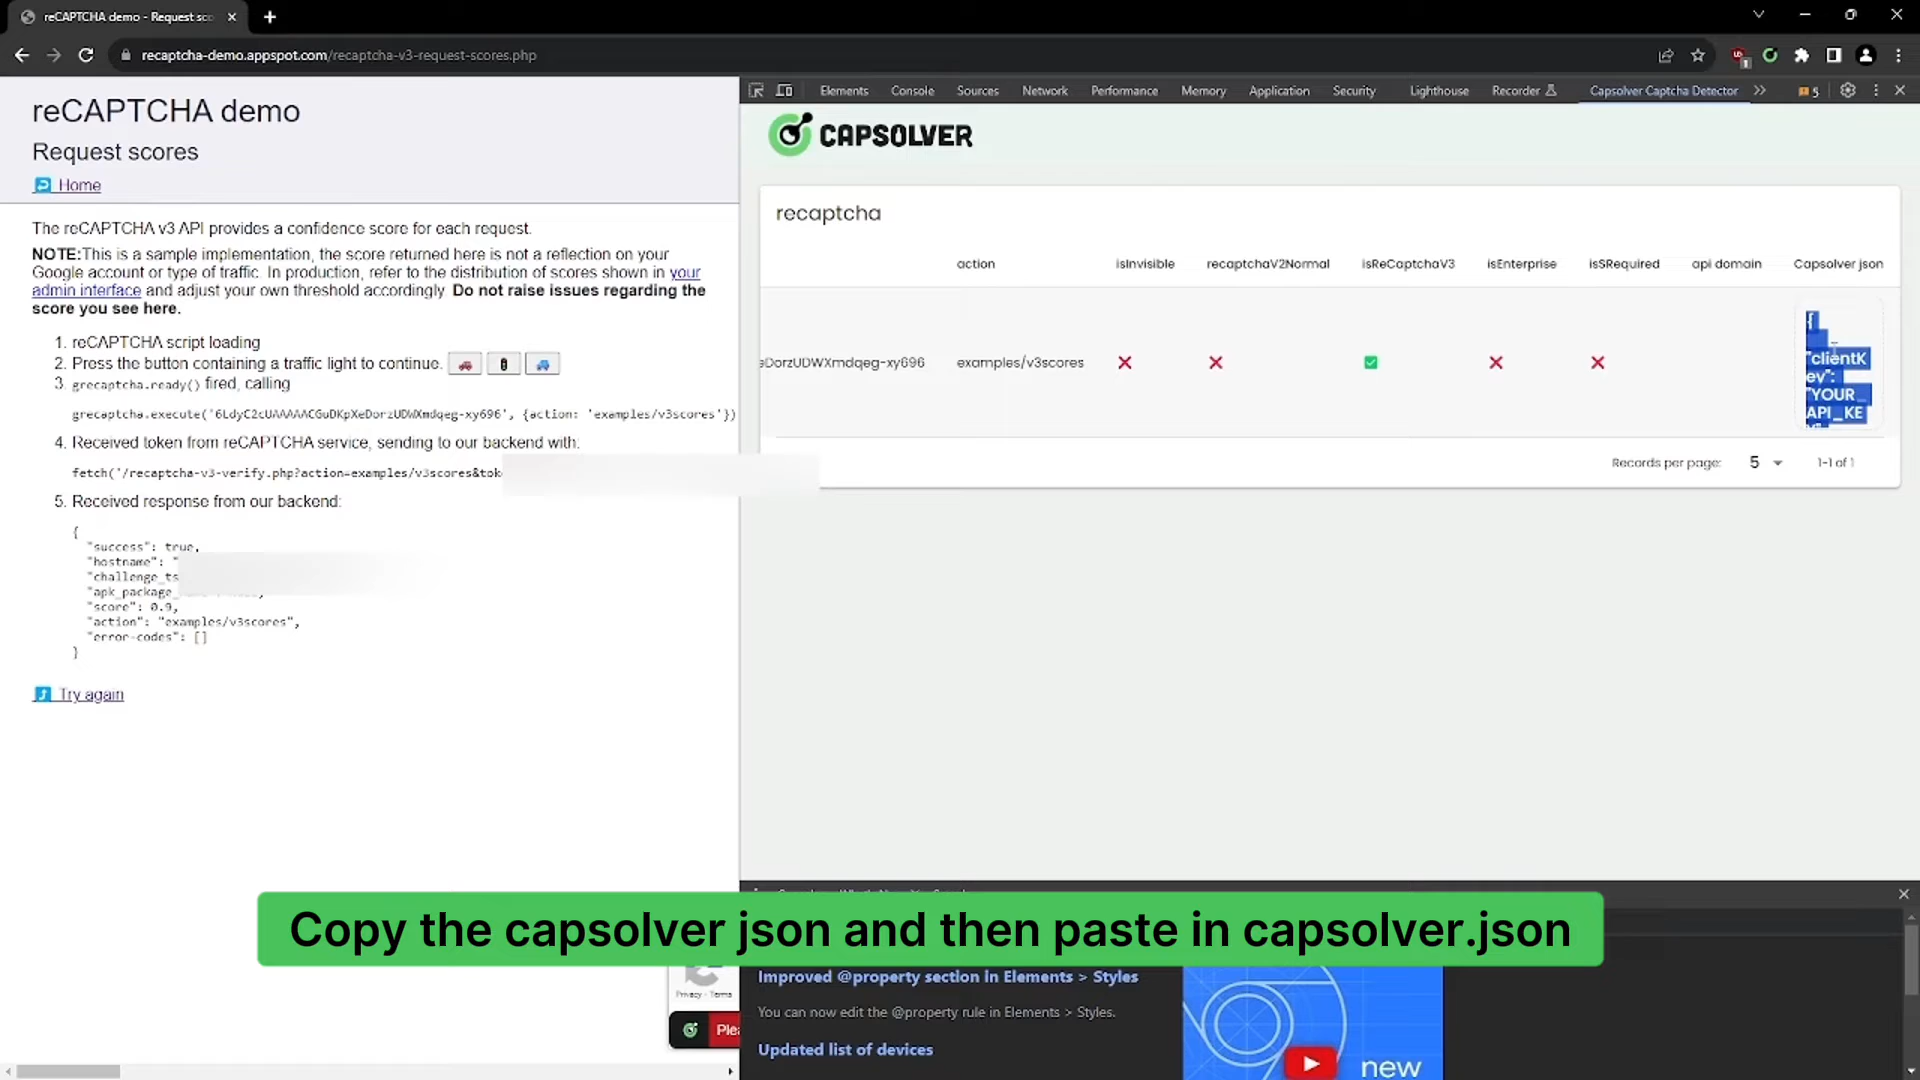 reCAPTCHA demo - Request sco
recaptcha-demo.appspot.com/recaptcha-v3-request-scores.php
reCAPTCHA demo
Request scores
Home
The reCAPTCHA v3 API provides a confidence score for each request.
NOTE:This is a sample implementation, the score returned here is not a reflection on your
Google account or type of traffic. In production, refer to the distribution of scores shown in your
admin interface and adjust your own threshold accordingly. Do not raise issues regarding the
score you see here.
1. reCAPTCHA script loading
2. Press the button containing a traffic light to continue.
3. grecaptcha.ready() fired, calling
grecaptcha.execute('6LdyC2cUAAAAACGuDKpXeDorzUDWXmdqeg-xy696', {action: 'examples/v3scores'})
4. Received token from reCAPTCHA service, sending to our backend with:
fetch('/recaptcha-v3-verify.php?action=examples/v3scores&toke
5. Received response from our backend:
{
"success": true,
"hostname": "
"challenge_ts
"apk_package_
"score": 0.9,
"action": "examples/v3scores",
"error-codes": []
}
Try again
Elements Console Sources Network Performance Memory Application Security Lighthouse Recorder Capsolver Captcha Detector 5
CAPSOLVER
recaptcha
action isInvisible recaptchaV2Normal isReCaptchaV3 isEnterprise isSRequired api domain Capsolver json
eDorzUDWXmdqeg-xy696 examples/v3scores
{
"clientK
ey":
"YOUR_
API_KE
Y"
Records per page: 5 1-1 of 1
Copy the capsolver json and then paste in capsolver.json
Privacy - Terms
Plea
Improved @property section in Elements > Styles
You can now edit the @property rule in Elements > Styles.
Updated list of devices
new